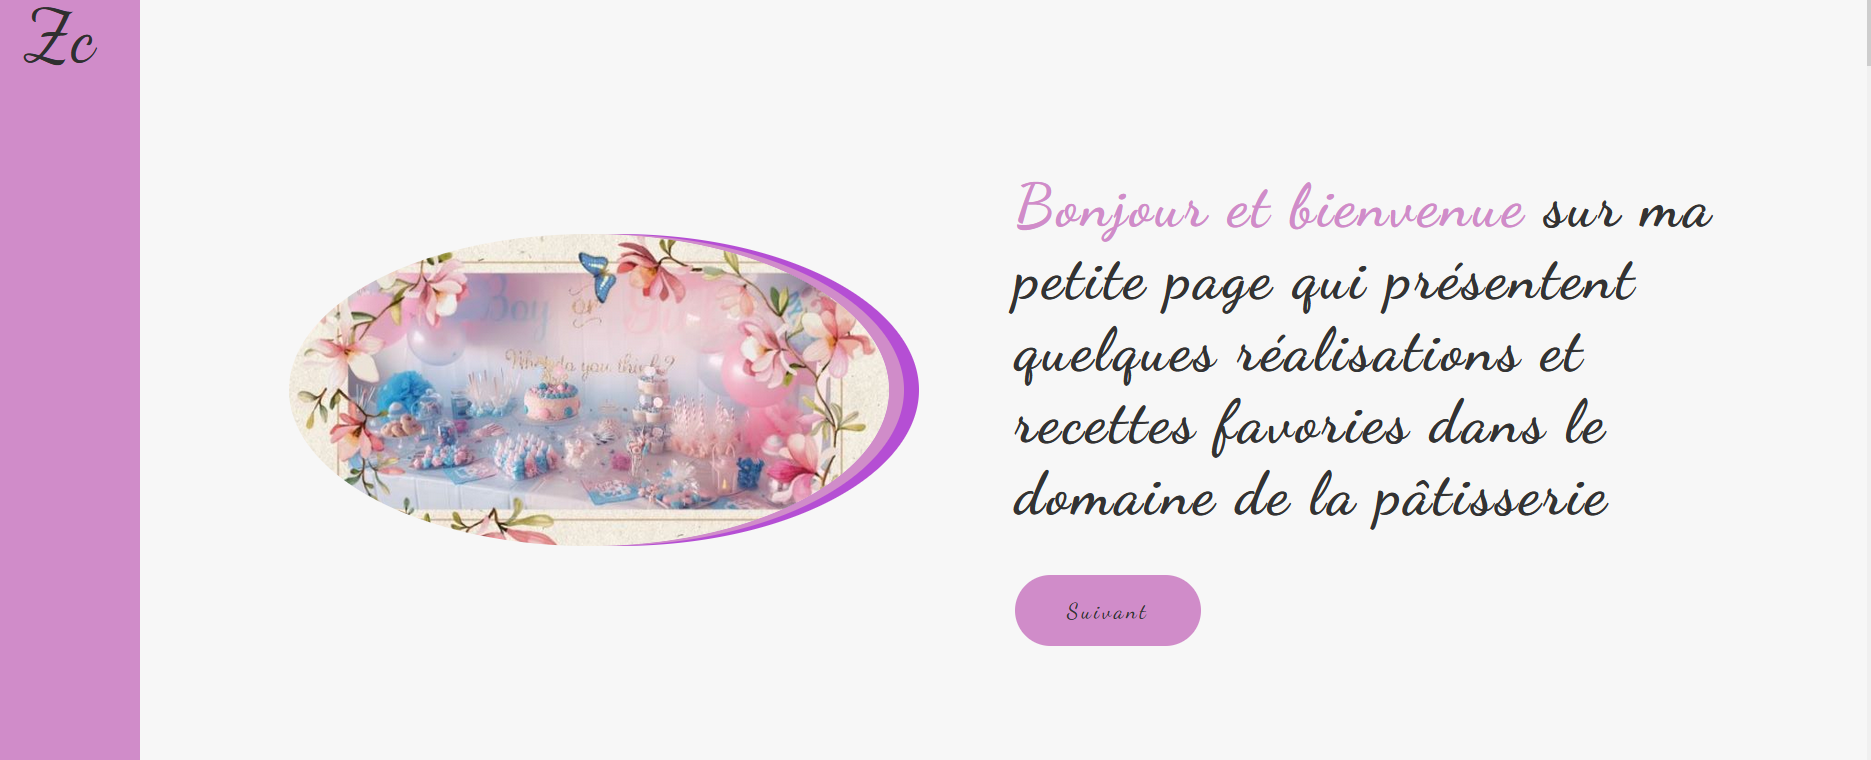 Zc
Bonjour et bienvenue sur ma
petite page qui présentent
quelques réalisations et
recettes favories dans le
domaine de la pâtisserie
Boy
or
Girl
What do you think?
Suivant